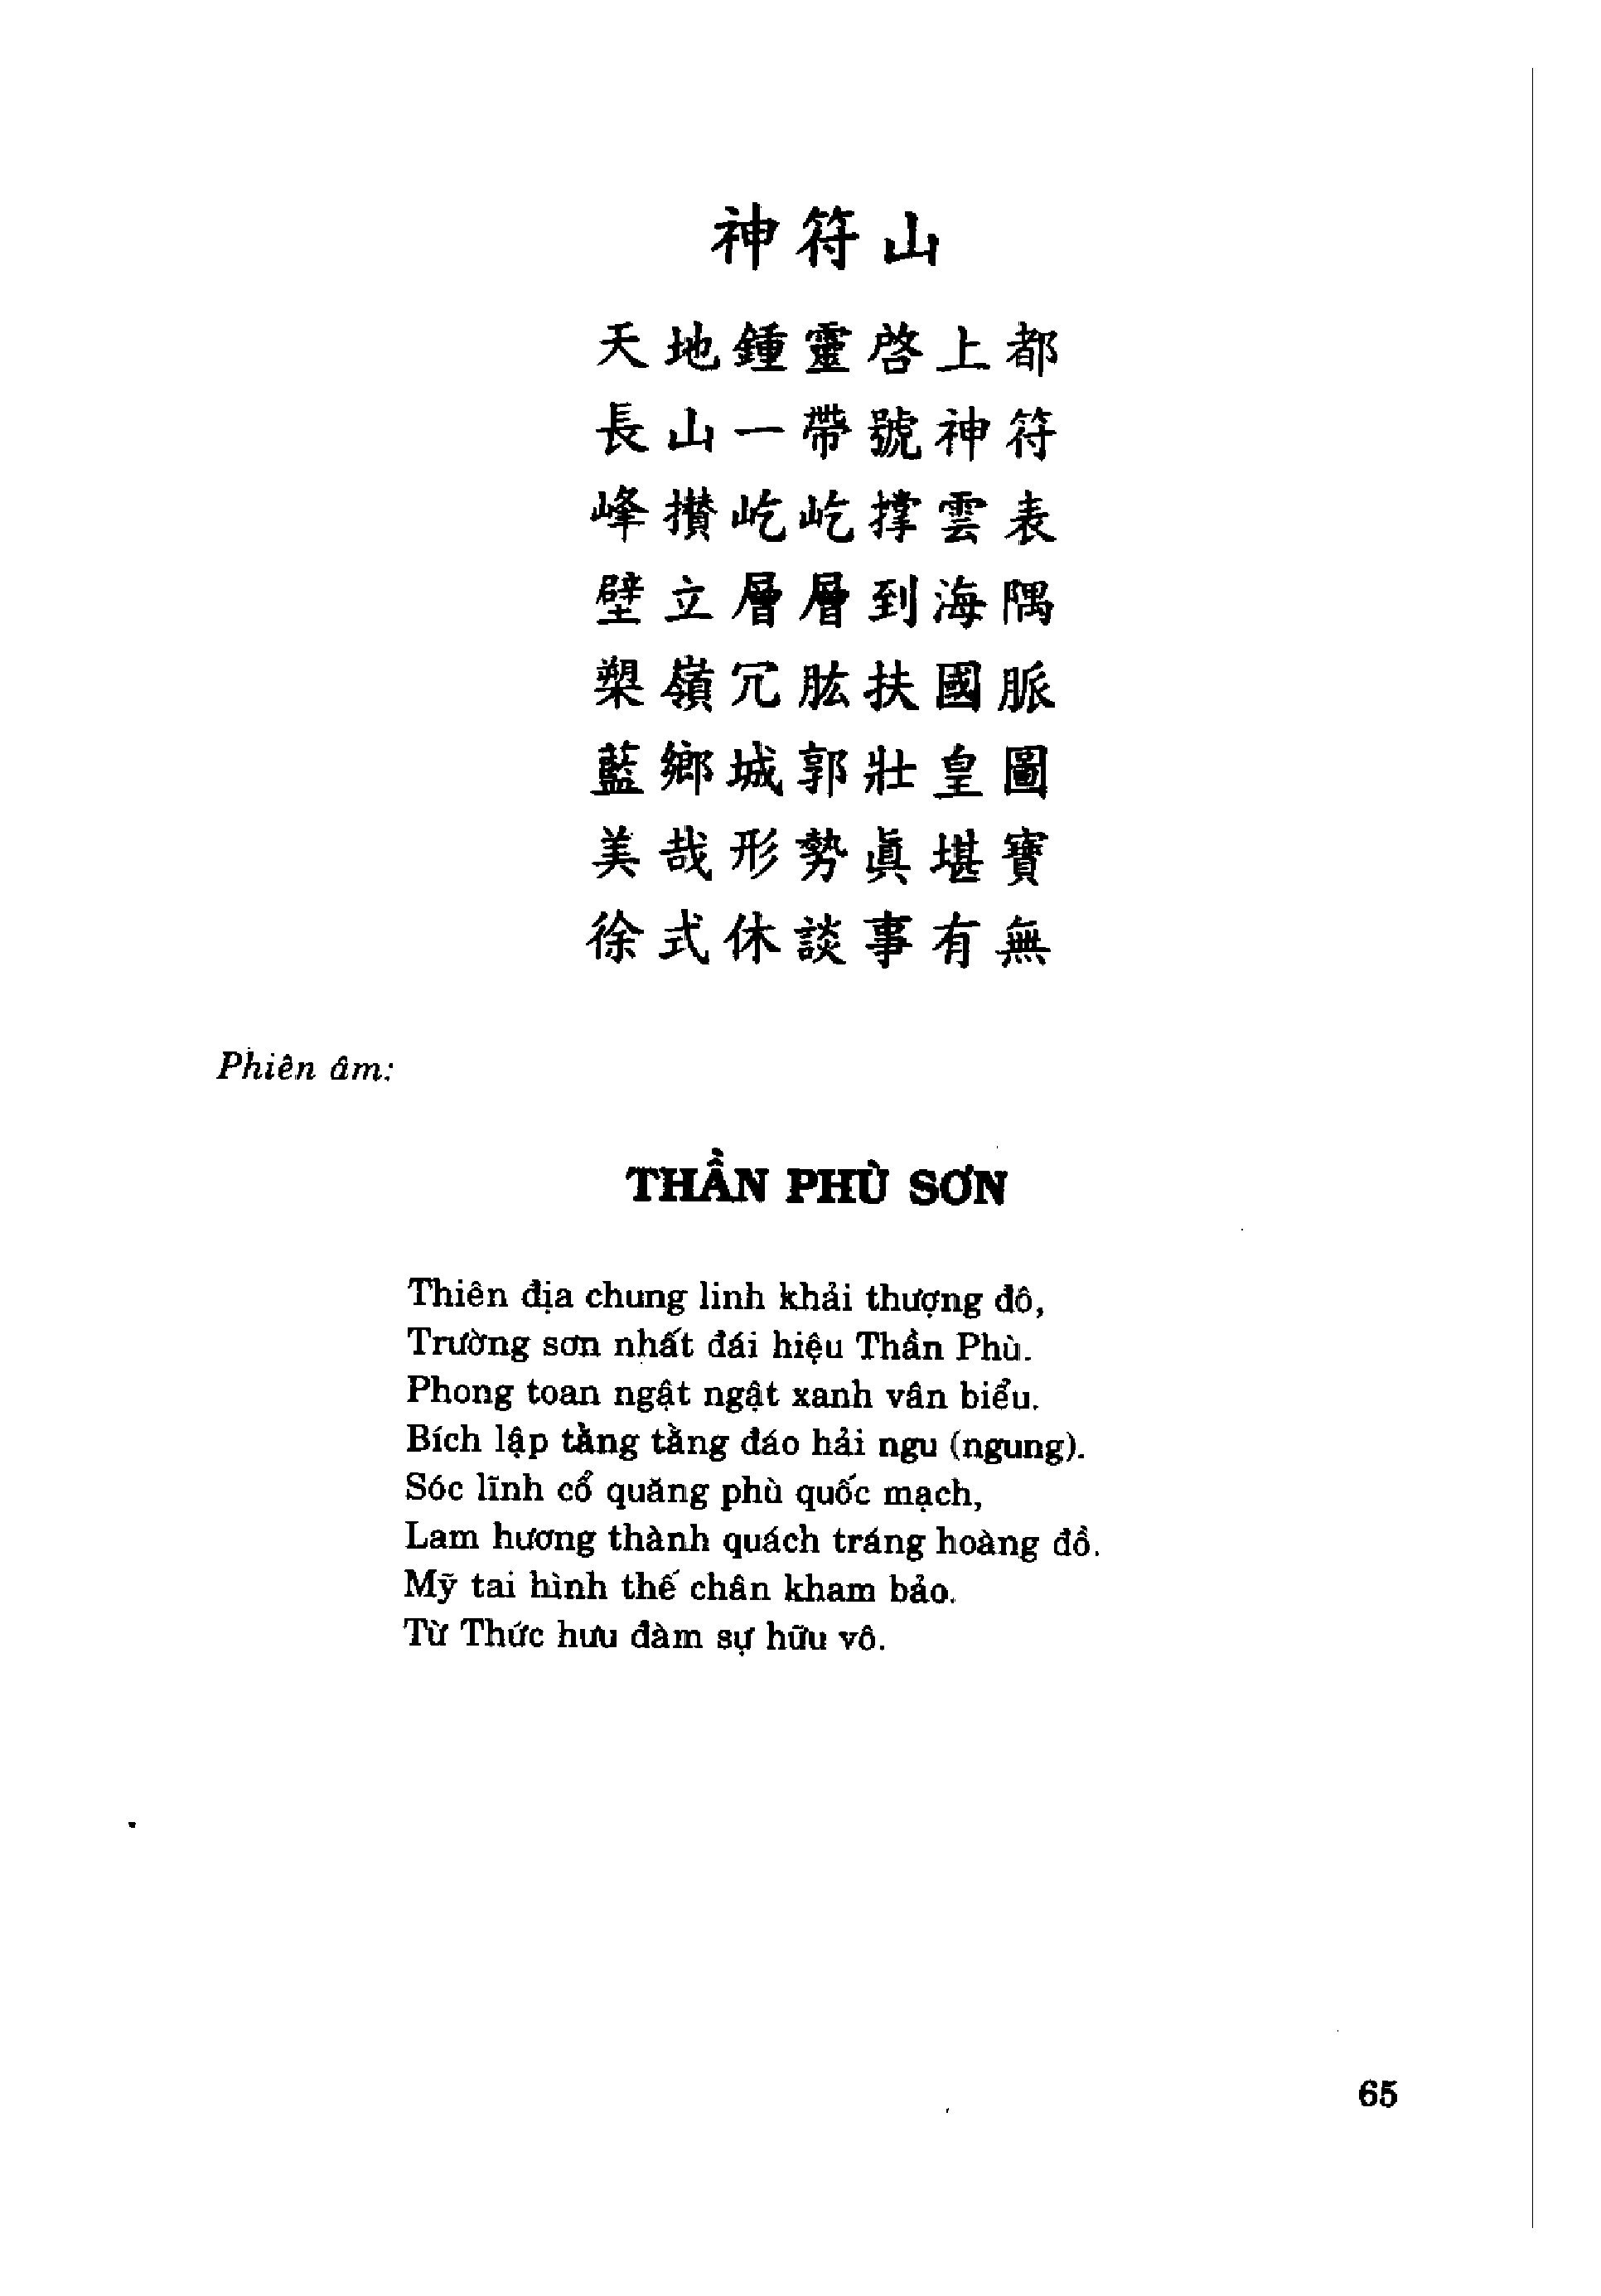 神符山
天地鍾靈啓上都
長山一帶號神符
峰攢屹屹撑雲表
壁立層層到海隅
槊嶺冗肱扶國脈
藍鄉城郭壯皇圖
美哉形勢眞堪寶
徐式休談事有無
Phiên âm:
THẦN PHÙ SƠN
Thiên địa chung linh khải thượng đô,
Trường sơn nhất đái hiệu Thần Phù.
Phong toan ngật ngật xanh vân biểu.
Bích lập tằng tằng đáo hải ngu (ngung).
Sóc lĩnh cổ quăng phù quốc mạch,
Lam hương thành quách tráng hoàng đồ.
Mỹ tai hình thế chân kham bảo.
Từ Thức hưu đàm sự hữu vô.
65